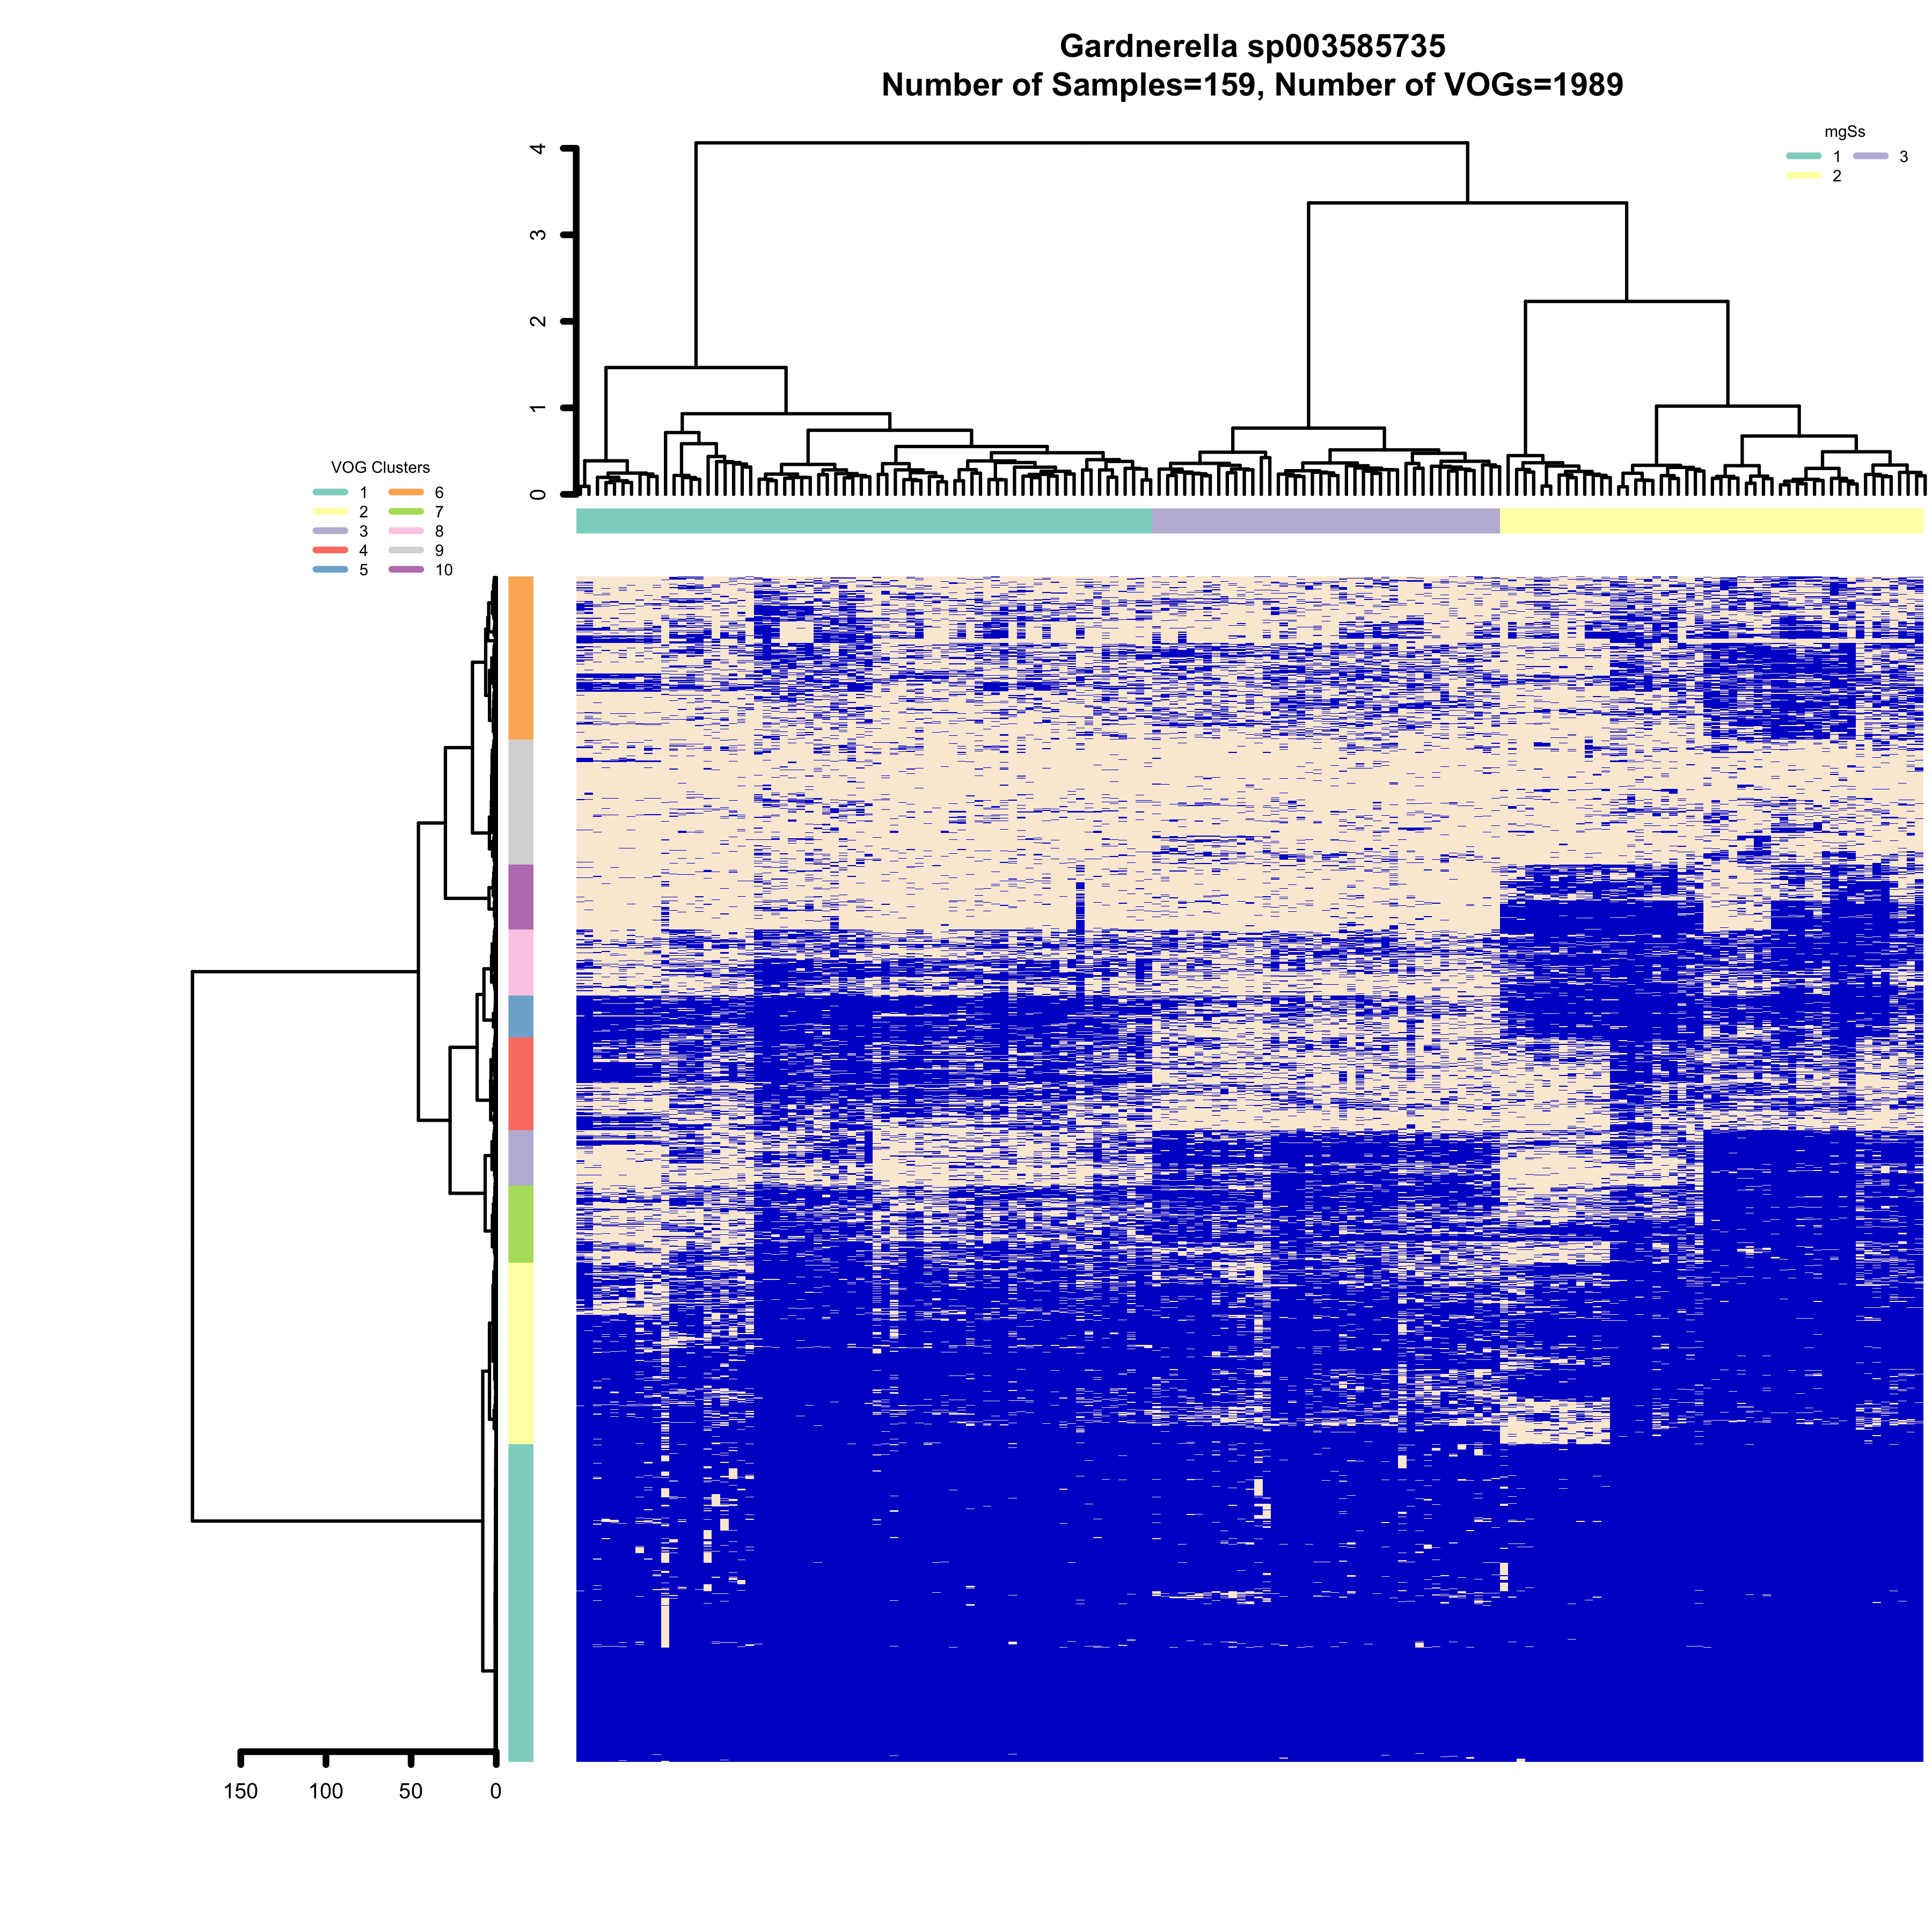 Gardnerella sp003585735
Number of Samples=159, Number of VOGs=1989
mgSs
1 3
2
4
3
2
1
0
VOG Clusters
1 6
2 7
3 8
4 9
5 10
150 100 50 0